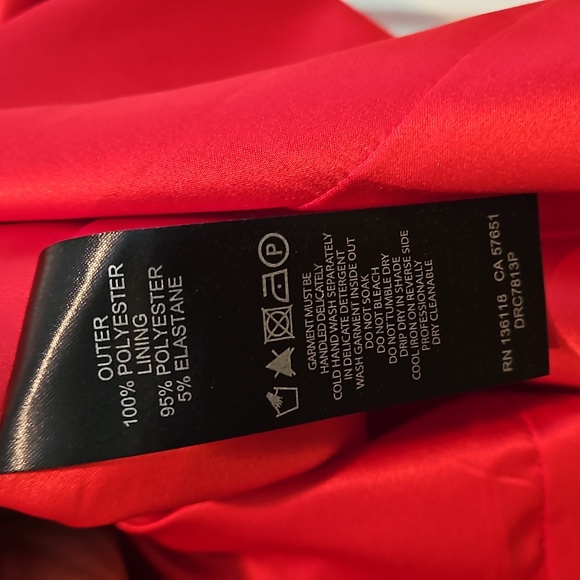 OUTER
100% POLYESTER
LINING
95% POLYESTER
5% ELASTANE
P
GARMENT MUST BE
HANDLED DELICATELY
COLD HAND WASH SEPARATELY
IN DELICATE DETERGENT
WASH GARMENT INSIDE OUT
DO NOT SOAK
DO NOT BLEACH
DO NOT TUMBLE DRY
DRIP DRY IN SHADE
COOL IRON ON REVERSE SIDE
PROFESSIONALLY
DRY CLEANABLE
RN 136118 CA 57651
DRC7813P